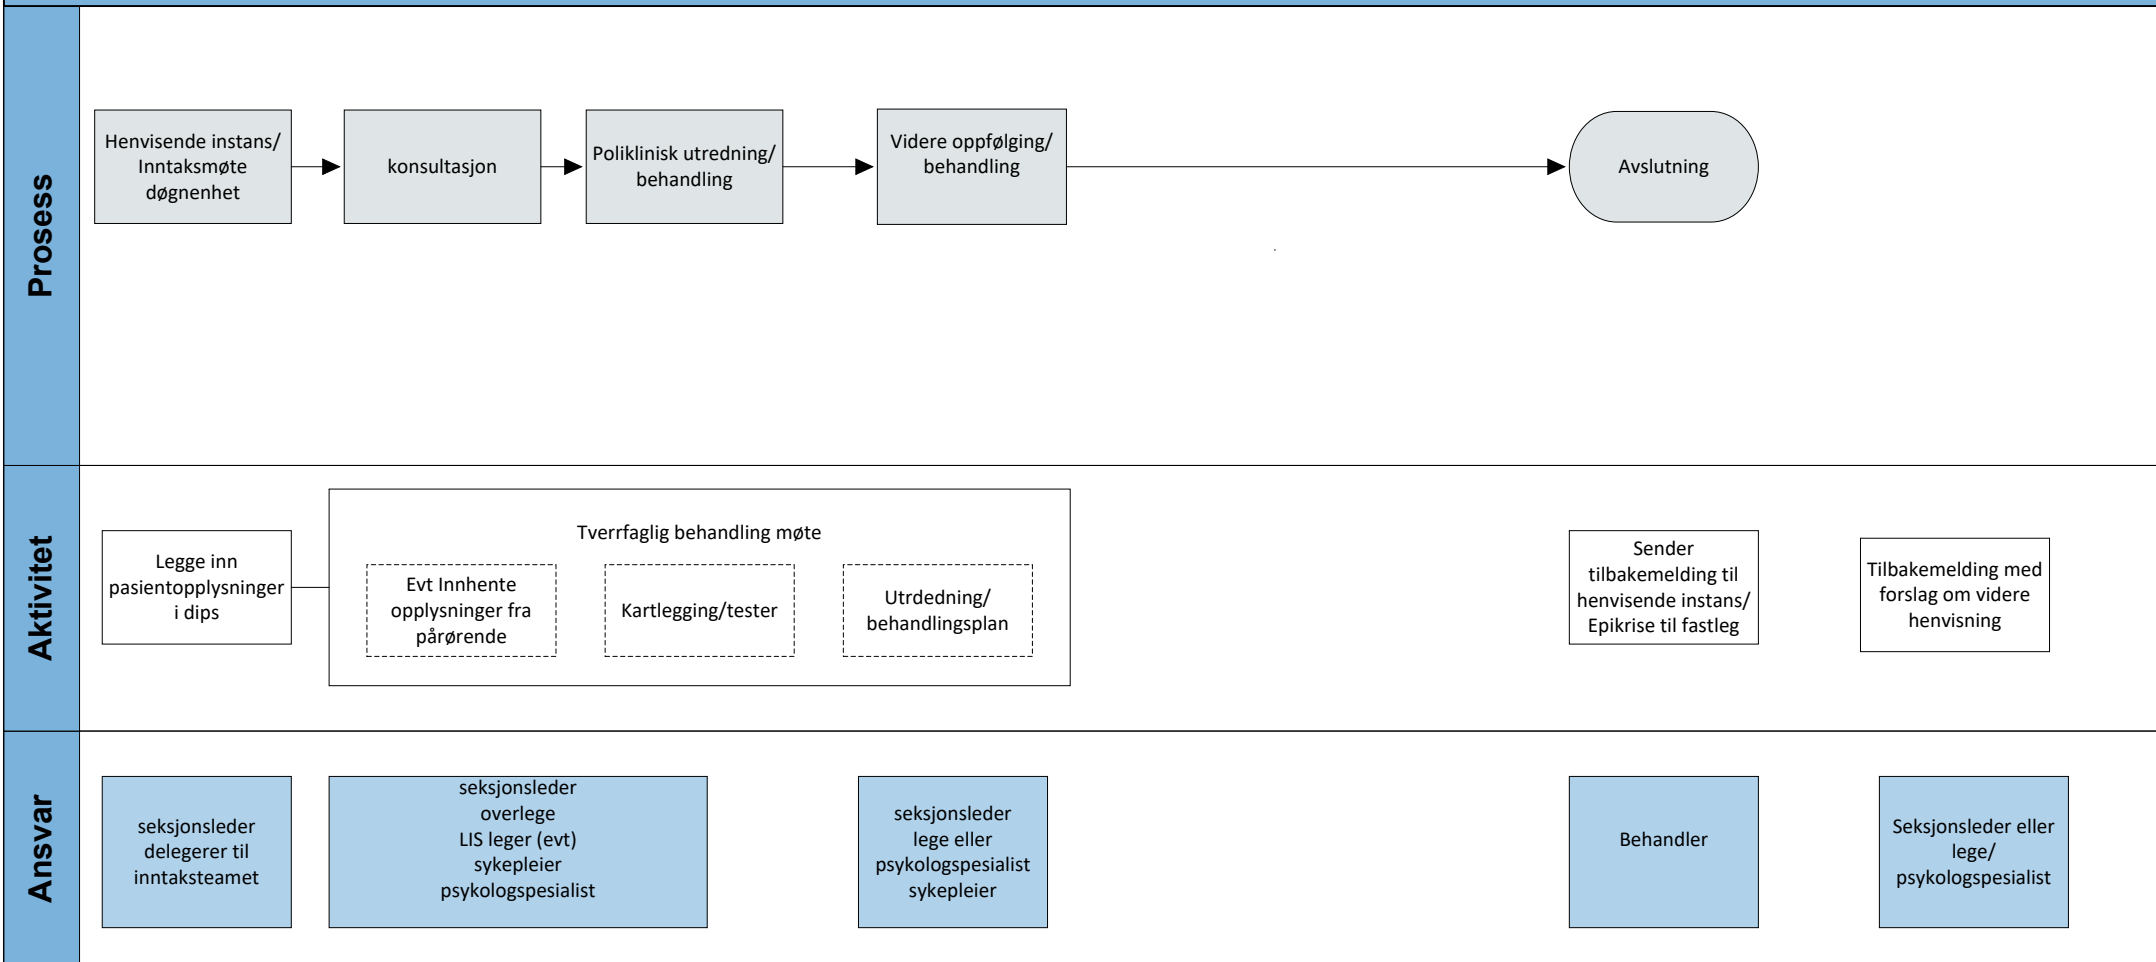 Prosess
Henvisende instans/
Inntaksmøte
døgnenhet
konsultasjon
Poliklinisk utredning/
behandling
Videre oppfølging/
behandling
Avslutning
Aktivitet
Legge inn
pasientopplysninger
i dips
Tverrfaglig behandling møte
Evt Innhente
opplysninger fra
pårørende
Kartlegging/tester
Utrdedning/
behandlingsplan
Sender
tilbakemelding til
henvisende instans/
Epikrise til fastleg
Tilbakemelding med
forslag om videre
henvisning
Ansvar
seksjonsleder
delegerer til
inntaksteamet
seksjonsleder
overlege
LIS leger (evt)
sykepleier
psykologspesialist
seksjonsleder
lege eller
psykologspesialist
sykepleier
Behandler
Seksjonsleder eller
lege/
psykologspesialist